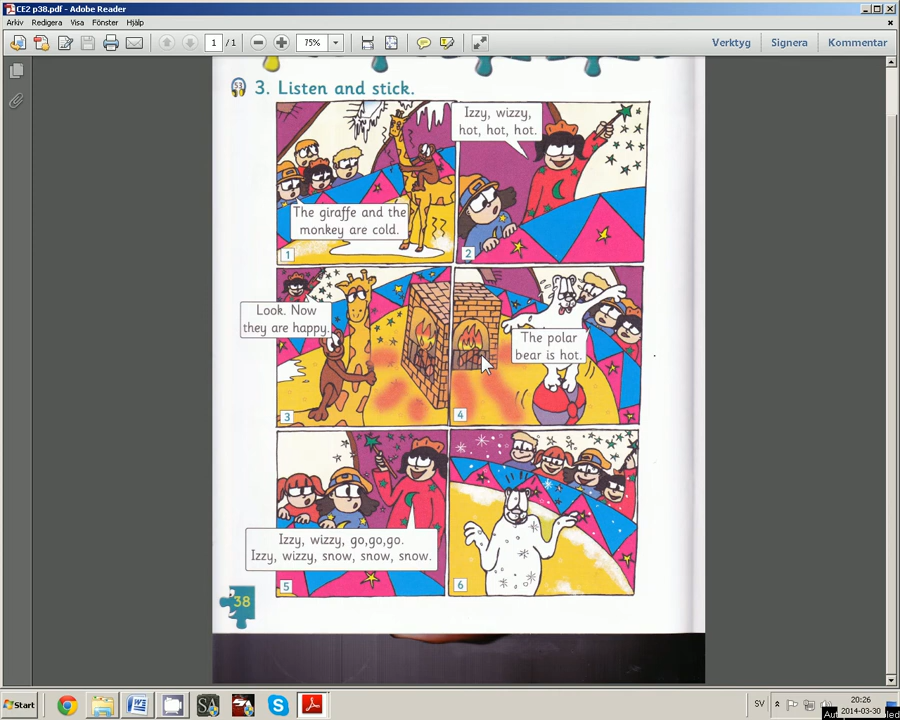 CE2 p38.pdf - Adobe Reader
Arkiv Redigera Visa Fönster Hjälp
1 / 1 75% Verktyg Signera Kommentar
53 3. Listen and stick.
The giraffe and the
monkey are cold.
1
Izzy, wizzy,
hot, hot, hot.
2
Look. Now
they are happy.
3
The polar
bear is hot.
4
Izzy, wizzy, go,go,go.
Izzy, wizzy, snow, snow, snow.
5
6
38
Start SA SV 20:26
2014-03-30